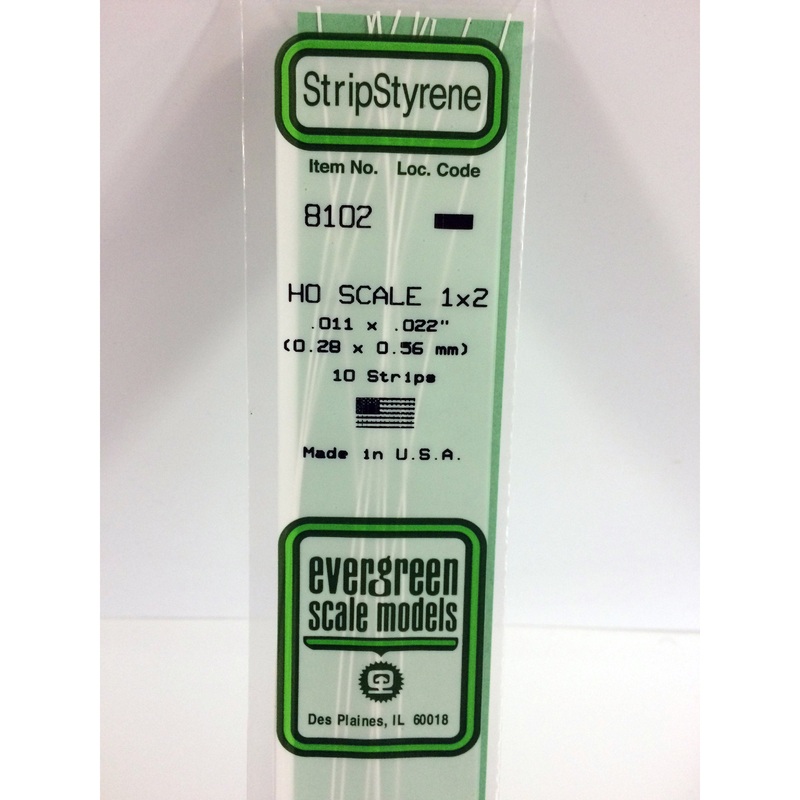 StripStyrene
Item No. Loc. Code
8102
HO SCALE 1x2
.011 x .022"
(0.28 x 0.56 mm)
10 Strips
Made in U.S.A.
evergreen
scale models
Des Plaines, IL 60018